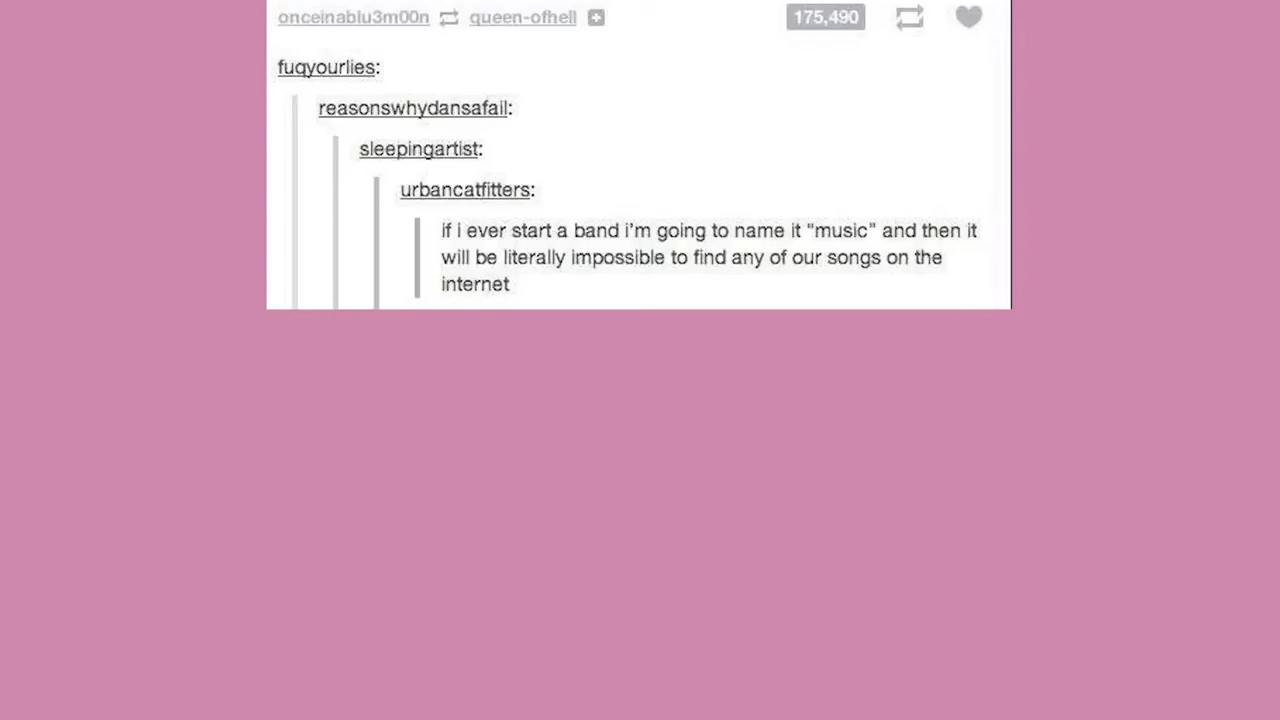 onceinablu3m00n queen-ofhell 175,490
fuqyourlies:
reasonswhydansafail:
sleepingartist:
urbancatfitters:
if i ever start a band i'm going to name it "music" and then it
will be literally impossible to find any of our songs on the
internet